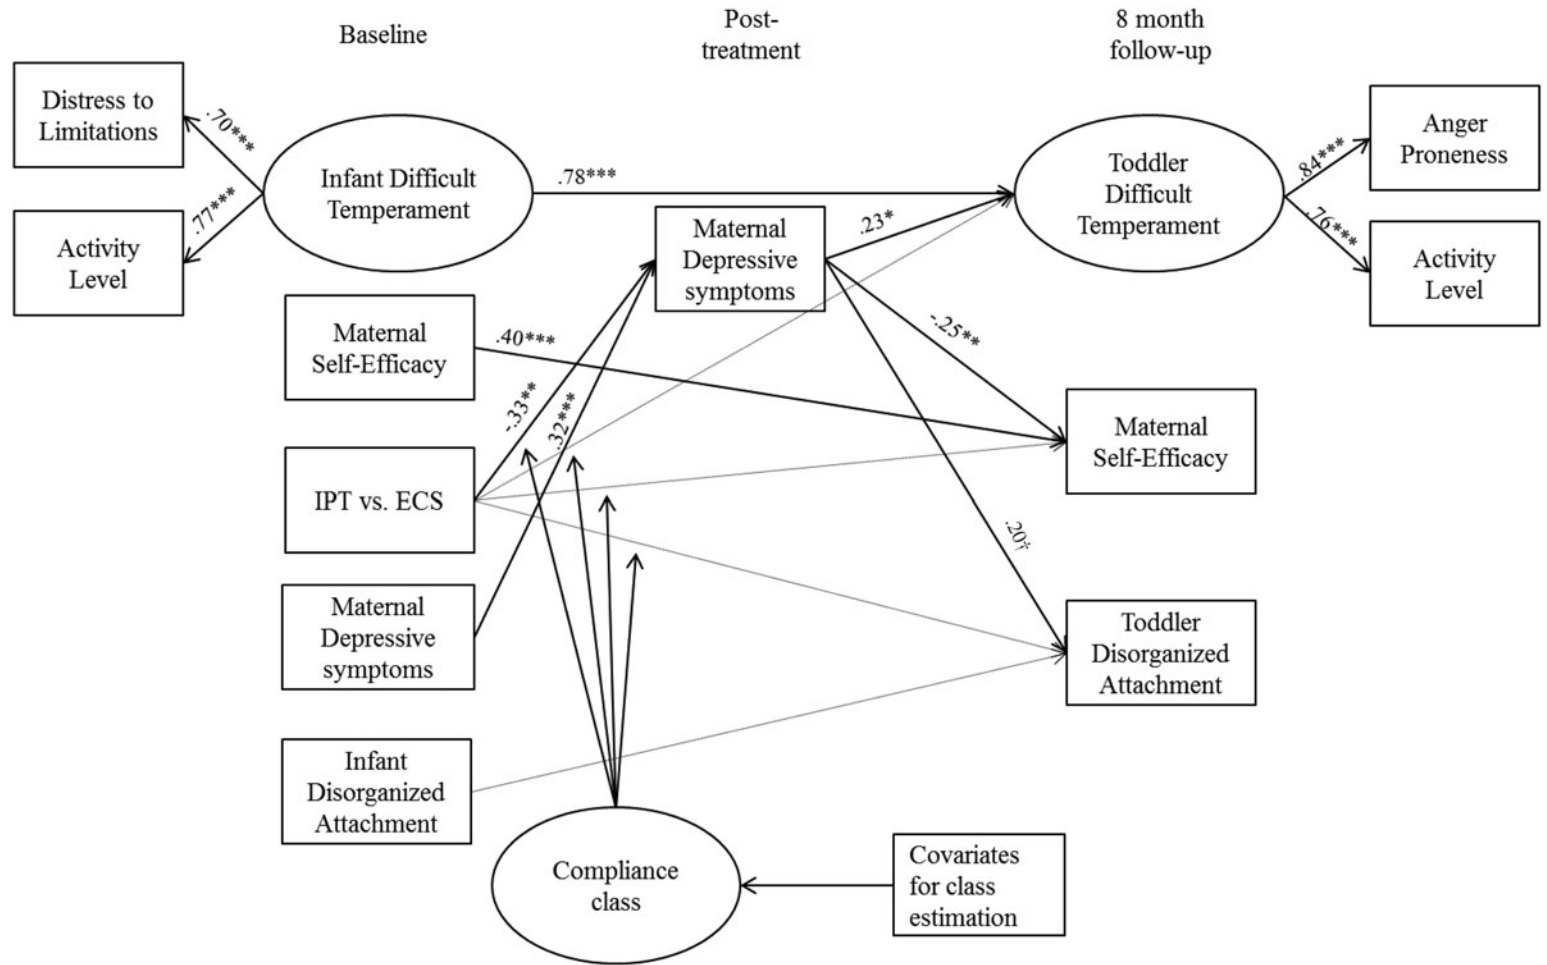 Baseline
Post-
treatment
8 month
follow-up
Distress to
Limitations
.70***
.77***
Activity
Level
Infant Difficult
Temperament
.78***
Maternal
Depressive
symptoms
.23*
Toddler
Difficult
Temperament
.84***
.76***
Anger
Proneness
Activity
Level
Maternal
Self-Efficacy
.40***
-.33**
.32***
-.25**
Maternal
Self-Efficacy
IPT vs. ECS
.20†
Maternal
Depressive
symptoms
Toddler
Disorganized
Attachment
Infant
Disorganized
Attachment
Compliance
class
Covariates
for class
estimation